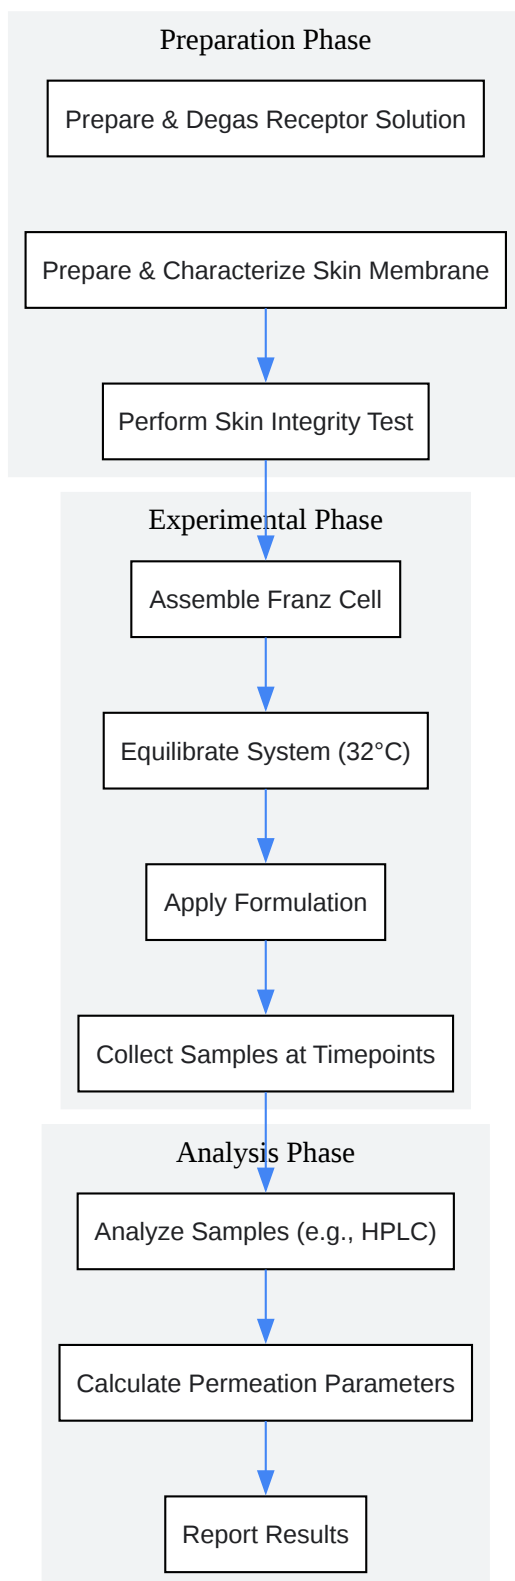 Preparation Phase
Prepare & Degas Receptor Solution
Prepare & Characterize Skin Membrane
Perform Skin Integrity Test
Experimental Phase
Assemble Franz Cell
Equilibrate System (32°C)
Apply Formulation
Collect Samples at Timepoints
Analysis Phase
Analyze Samples (e.g., HPLC)
Calculate Permeation Parameters
Report Results